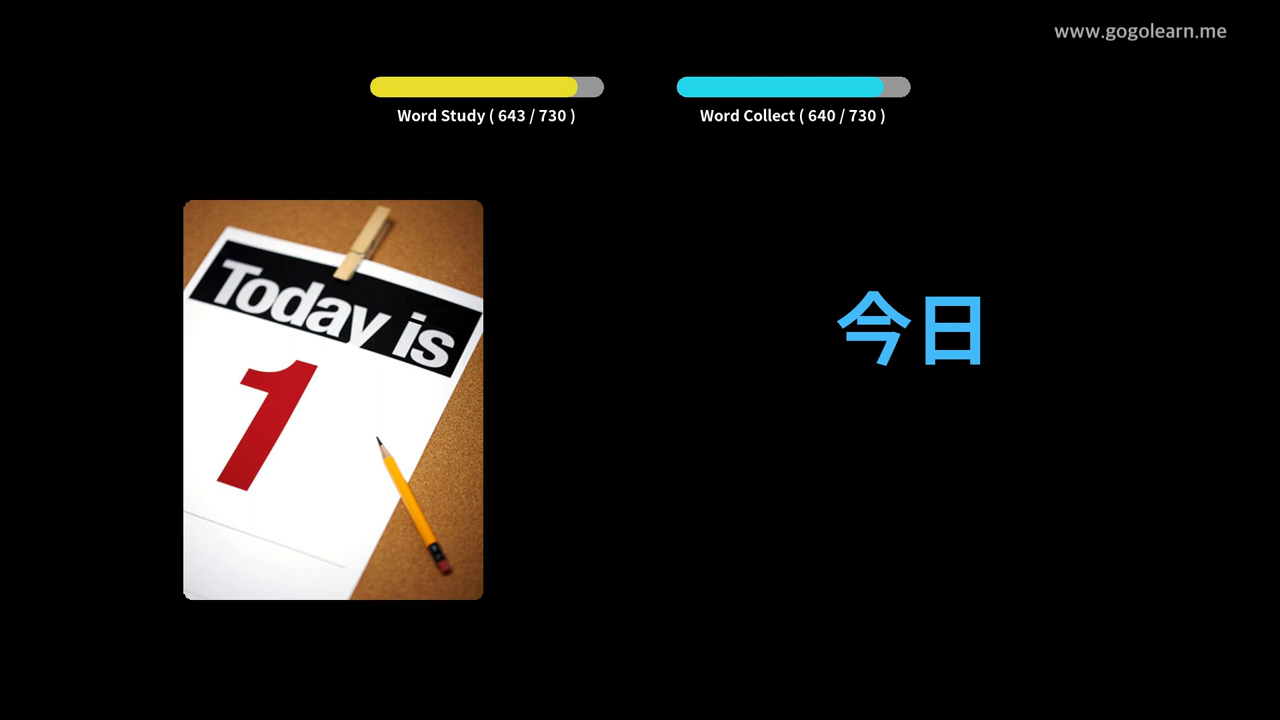 www.gogolearn.me
Word Study ( 643 / 730 )
Word Collect ( 640 / 730 )
Today is
1
今日